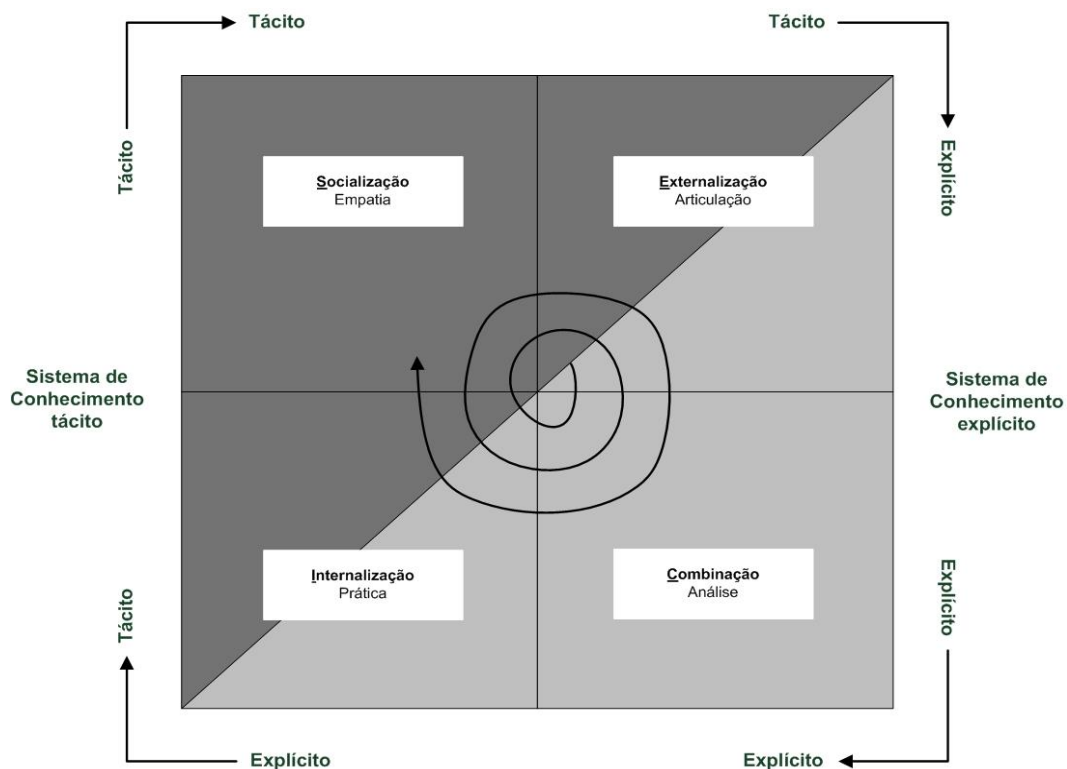 Tácito
Tácito
Tácito
Explícito
Socialização
Empatia
Externalização
Articulação
Sistema de
Conhecimento
tácito
Sistema de
Conhecimento
explícito
Internalização
Prática
Combinação
Análise
Tácito
Explícito
Explícito
Explícito